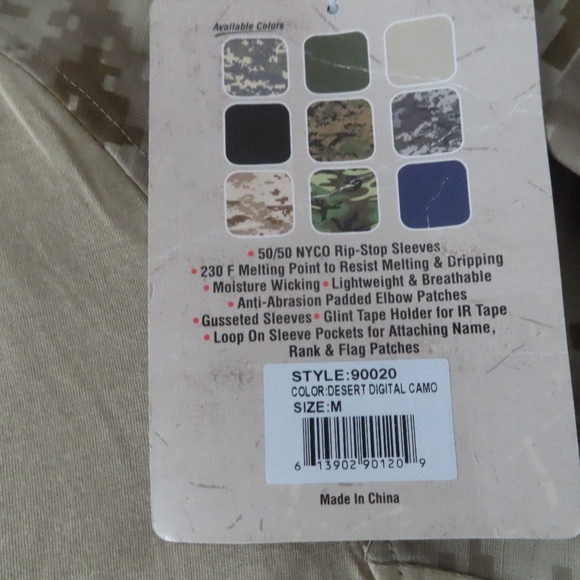 Available Colors
• 50/50 NYCO Rip-Stop Sleeves
• 230 F Melting Point to Resist Melting & Dripping
• Moisture Wicking • Lightweight & Breathable
• Anti-Abrasion Padded Elbow Patches
• Gusseted Sleeves • Glint Tape Holder for IR Tape
• Loop On Sleeve Pockets for Attaching Name,
Rank & Flag Patches
STYLE:90020
COLOR:DESERT DIGITAL CAMO
SIZE:M
6 13902 90120 9
Made In China